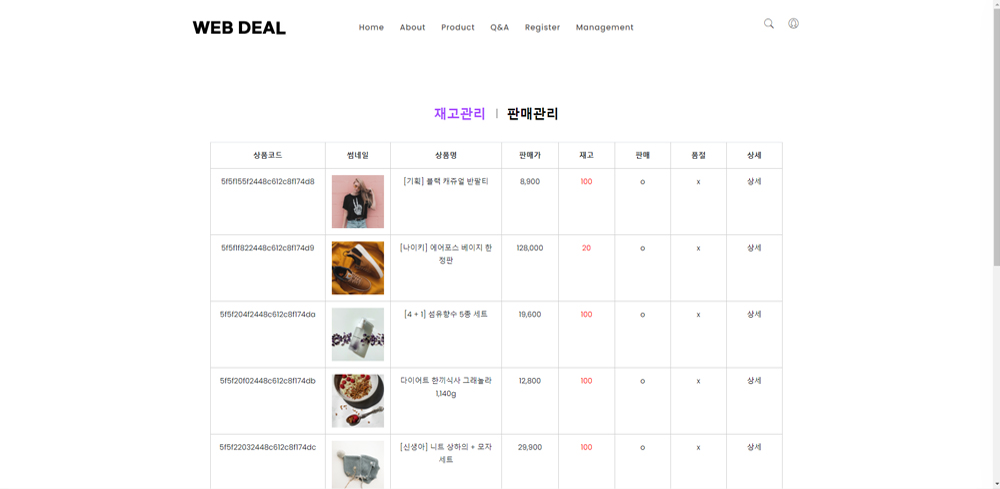 WEB DEAL
Home About Product Q&A Register Management
재고관리 | 판매관리
상품코드 썸네일 상품명 판매가 재고 판매 품절 상세
5f5f155f2448c612c8f174d8 [기획] 블랙 캐쥬얼 반팔티 8,900 100 o x 상세
5f5f1f822448c612c8f174d9 [나이키] 에어포스 베이지 한 128,000 20 o x 상세
정판
5f5f204f2448c612c8f174da [4 + 1] 섬유향수 5종 세트 19,600 100 o x 상세
5f5f20f02448c612c8f174db 다이어트 한끼식사 그래놀라 12,800 100 o x 상세
1,140g
5f5f22032448c612c8f174dc [신생아] 니트 상하의 + 모자 29,900 100 o x 상세
세트